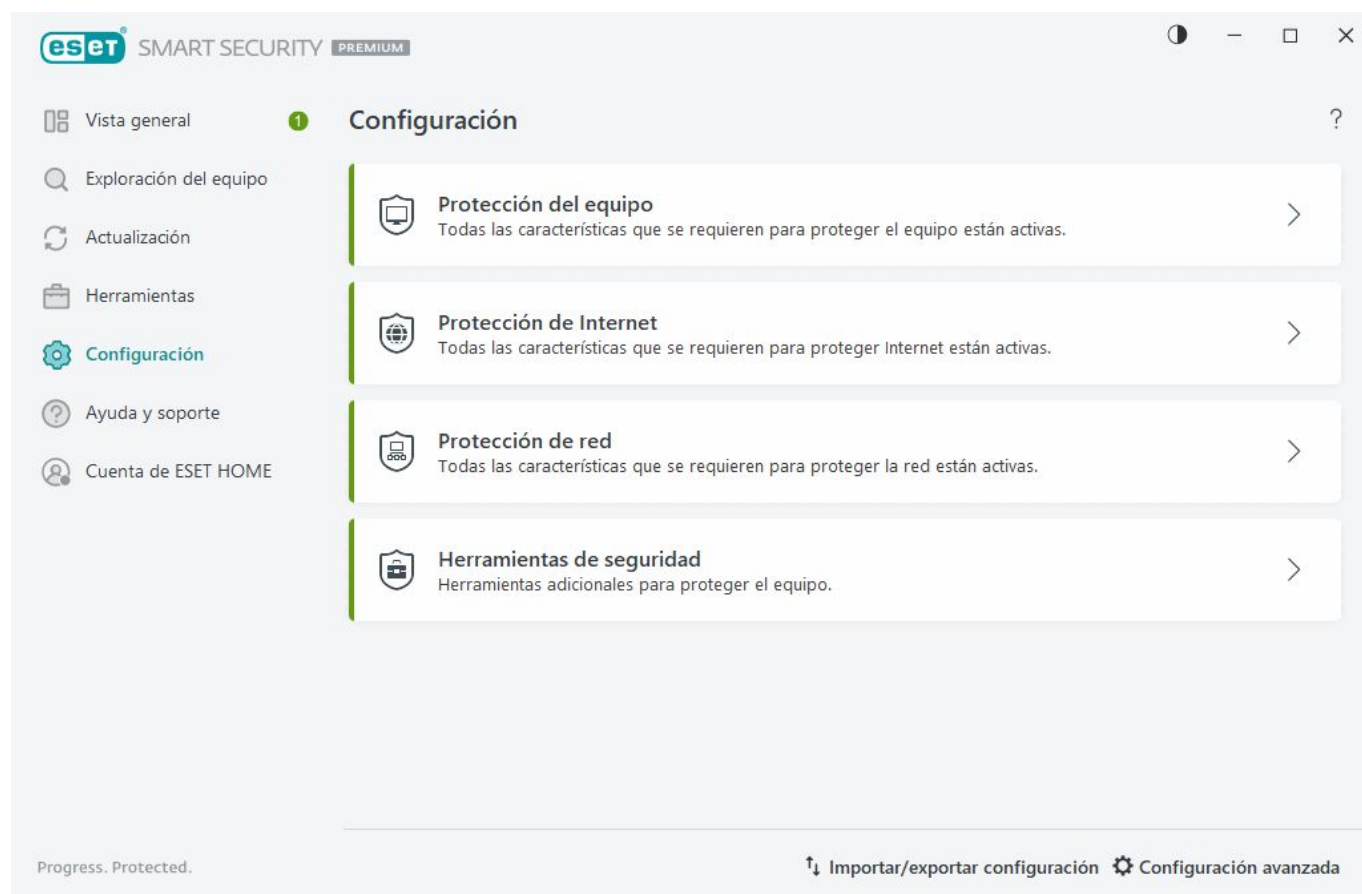 eset® SMART SECURITY PREMIUM
Vista general 1
Exploración del equipo
Actualización
Herramientas
Configuración
Ayuda y soporte
Cuenta de ESET HOME
Configuración ?
Protección del equipo
Todas las características que se requieren para proteger el equipo están activas.
Protección de Internet
Todas las características que se requieren para proteger Internet están activas.
Protección de red
Todas las características que se requieren para proteger la red están activas.
Herramientas de seguridad
Herramientas adicionales para proteger el equipo.
Progress. Protected.
Importar/exportar configuración Configuración avanzada